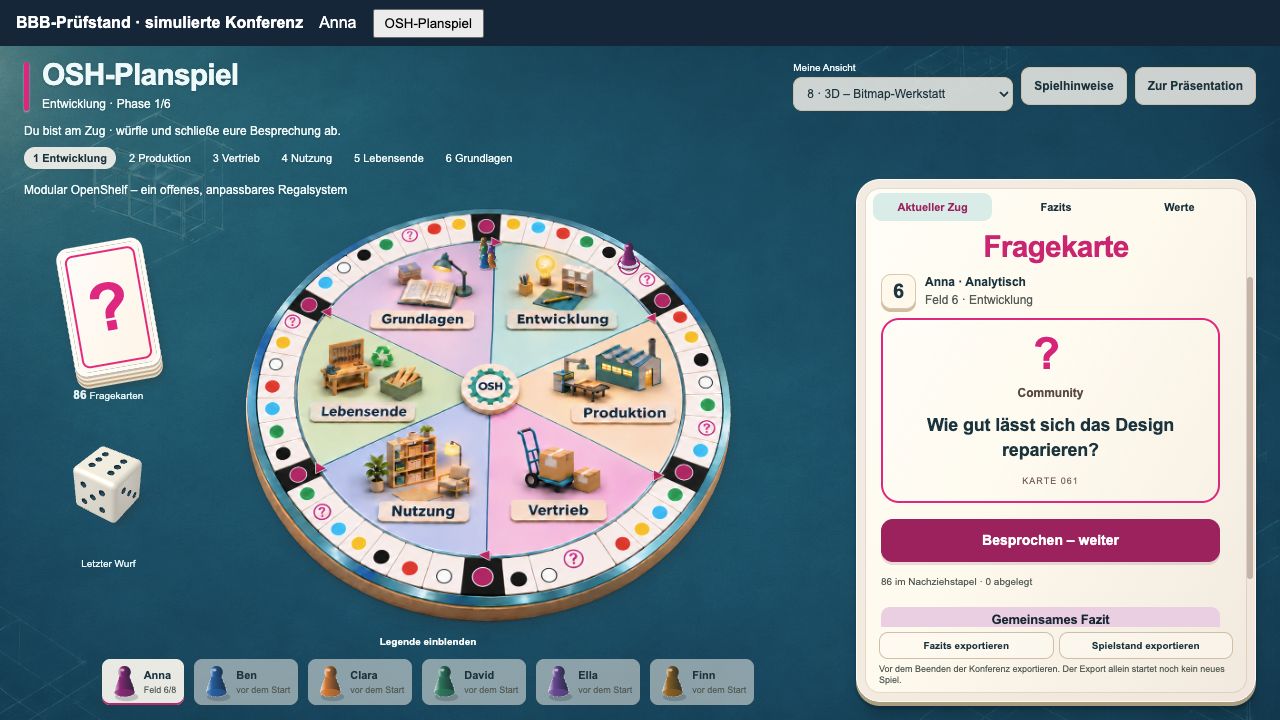 BBB-Prüfstand · simulierte Konferenz Anna OSH-Planspiel
OSH-Planspiel
Entwicklung · Phase 1/6
Meine Ansicht
8 · 3D – Bitmap-Werkstatt
Spielhinweise
Zur Präsentation
Du bist am Zug · würfle und schließe eure Besprechung ab.
1 Entwicklung 2 Produktion 3 Vertrieb 4 Nutzung 5 Lebensende 6 Grundlagen
Modular OpenShelf – ein offenes, anpassbares Regalsystem
?
86 Fragekarten
Letzter Wurf
?
?
?
?
?
?
Grundlagen
Entwicklung
Lebensende
OSH
Produktion
Nutzung
Vertrieb
Legende einblenden
Anna
Feld 6/8
Ben
vor dem Start
Clara
vor dem Start
David
vor dem Start
Ella
vor dem Start
Finn
vor dem Start
Aktueller Zug Fazits Werte
Fragekarte
6
Anna · Analytisch
Feld 6 · Entwicklung
?
Community
Wie gut lässt sich das Design
reparieren?
KARTE 061
Besprochen – weiter
86 im Nachziehstapel · 0 abgelegt
Gemeinsames Fazit
Fazits exportieren
Spielstand exportieren
Vor dem Beenden der Konferenz exportieren. Der Export allein startet noch kein neues
Spiel.